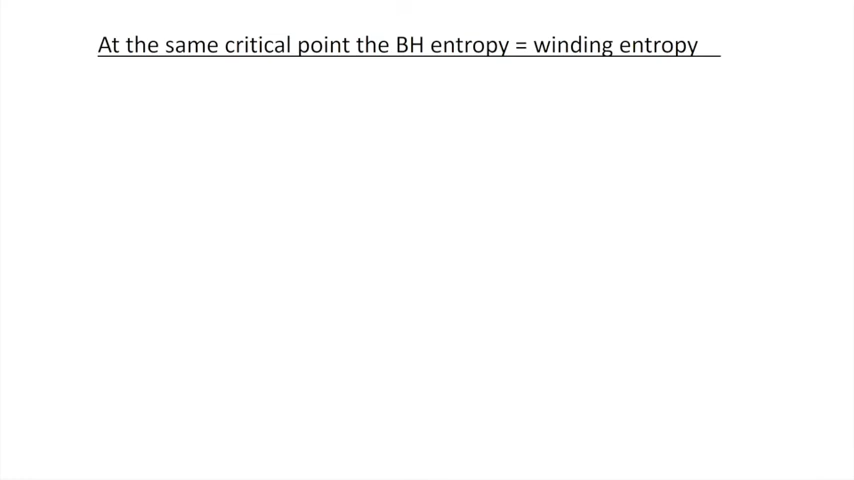 At the same critical point the BH entropy = winding entropy